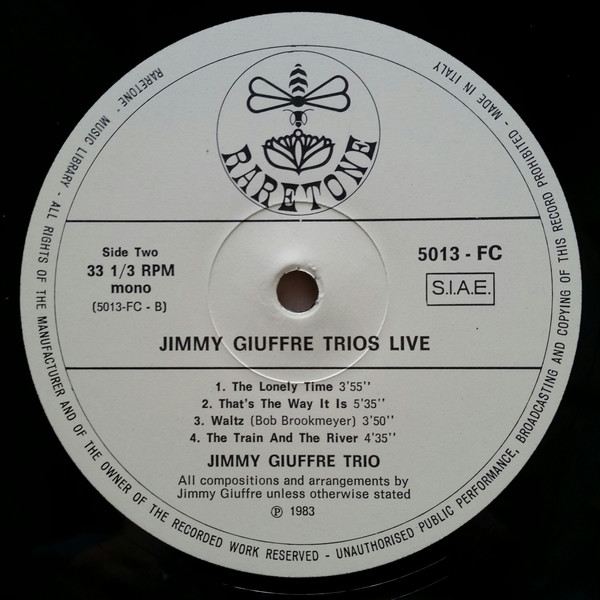 RARETONE
RARETONE' MUSIC LIBRARY - ALL RIGHTS OF THE MANUFACTURER AND OF THE OWNER OF THE RECORDED WORK RESERVED - UNAUTHORISED PUBLIC PERFORMANCE, BROADCASTING AND COPYING OF THIS RECORD PROHIBITED - MADE IN ITALY
Side Two
33 1/3 RPM
mono
(5013-FC - B)
5013 - FC
S.I.A.E.
JIMMY GIUFFRE TRIOS LIVE
1. The Lonely Time 3'55''
2. That's The Way It Is 5'35''
3. Waltz (Bob Brookmeyer) 3'50''
4. The Train And The River 4'35''
JIMMY GIUFFRE TRIO
All compositions and arrangements by
Jimmy Giuffre unless otherwise stated
℗ 1983